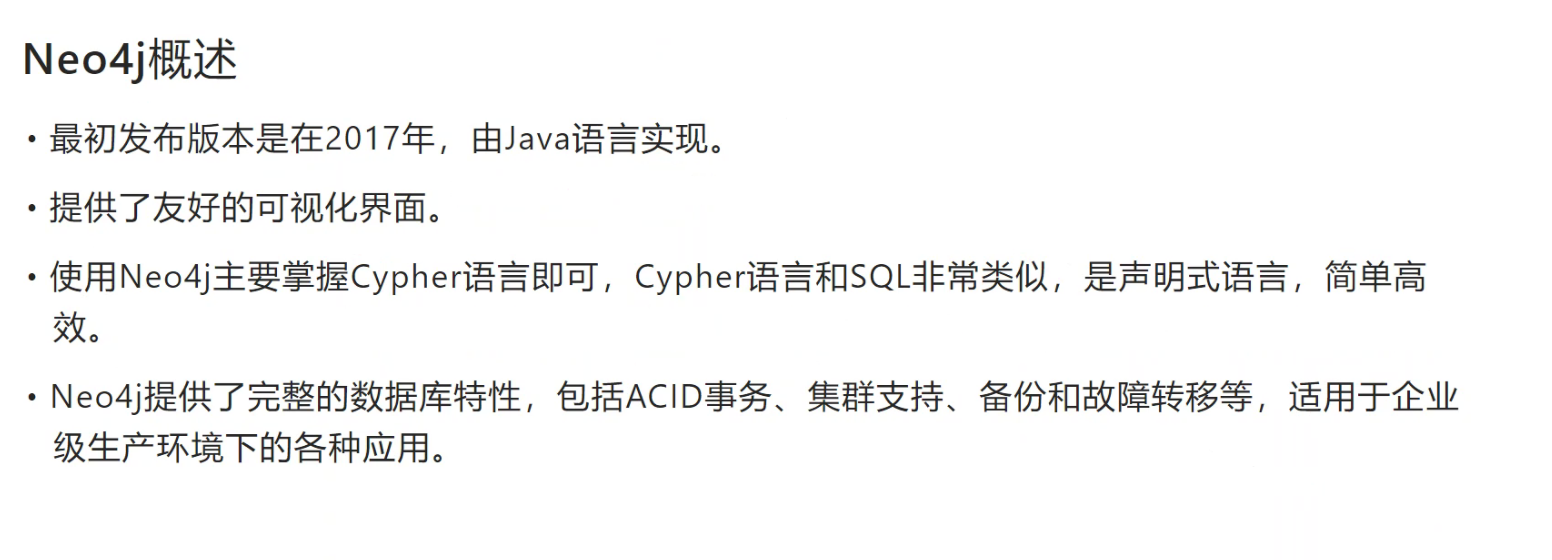 Neo4j概述
• 最初发布版本是在2017年，由Java语言实现。
• 提供了友好的可视化界面。
• 使用Neo4j主要掌握Cypher语言即可，Cypher语言和SQL非常类似，是声明式语言，简单高
效。
• Neo4j提供了完整的数据库特性，包括ACID事务、集群支持、备份和故障转移等，适用于企业
级生产环境下的各种应用。